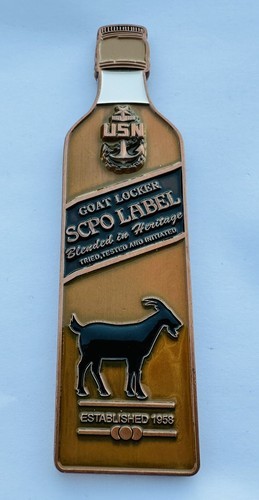 USN
GOAT LOCKER
SCPO LABEL
Blended in Heritage
TRIED, TESTED AND INITIATED
ESTABLISHED 1958